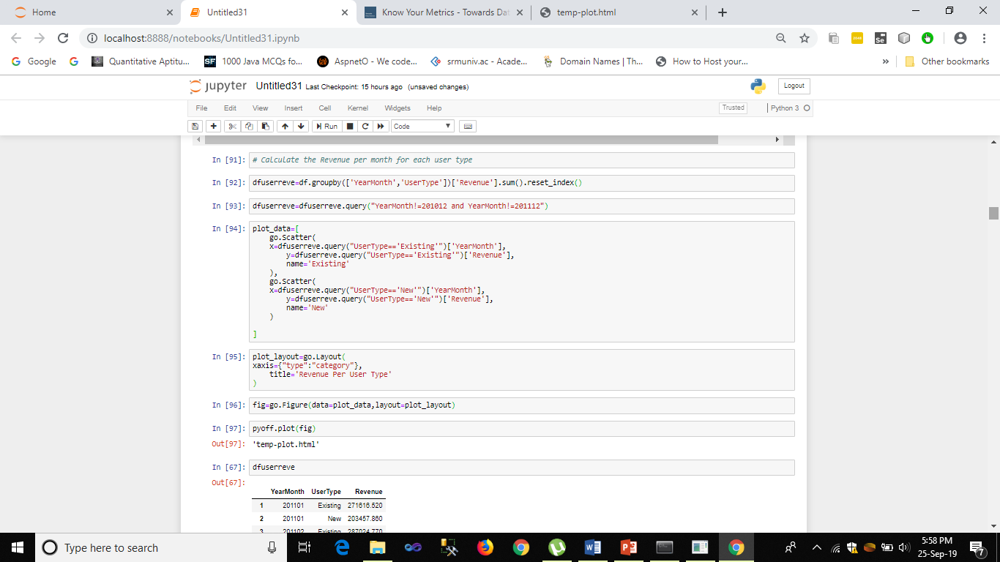 Home
Untitled31
Know Your Metrics - Towards Dat
temp-plot.html
localhost:8888/notebooks/Untitled31.ipynb
Google
Quantitative Aptitu...
SF
1000 Java MCQs fo...
AspnetO - We code...
srmuniv.ac - Acade...
Domain Names | Th...
How to Host your...
»
Other bookmarks
jupyter Untitled31 Last Checkpoint: 15 hours ago (unsaved changes)
Logout
File Edit View Insert Cell Kernel Widgets Help
Trusted
Python 3
Run
Code
In [91]: # Calculate the Revenue per month for each user type
In [92]: dfuserreve=df.groupby(['YearMonth','UserType'])['Revenue'].sum().reset_index()
In [93]: dfuserreve=dfuserreve.query("YearMonth!=201012 and YearMonth!=201112")
In [94]: plot_data=[
go.Scatter(
x=dfuserreve.query("UserType=='Existing'")['YearMonth'],
y=dfuserreve.query("UserType=='Existing'")['Revenue'],
name='Existing'
),
go.Scatter(
x=dfuserreve.query("UserType=='New'")['YearMonth'],
y=dfuserreve.query("UserType=='New'")['Revenue'],
name='New'
)
]
In [95]: plot_layout=go.Layout(
xaxis={"type":"category"},
title='Revenue Per User Type'
)
In [96]: fig=go.Figure(data=plot_data,layout=plot_layout)
In [97]: pyoff.plot(fig)
Out[97]: 'temp-plot.html'
In [67]: dfuserreve
Out[67]:
YearMonth UserType Revenue
1 201101 Existing 271616.520
2 201101 New 203457.860
3 201102 Existing 287024.770
Type here to search
5:58 PM
25-Sep-19
7